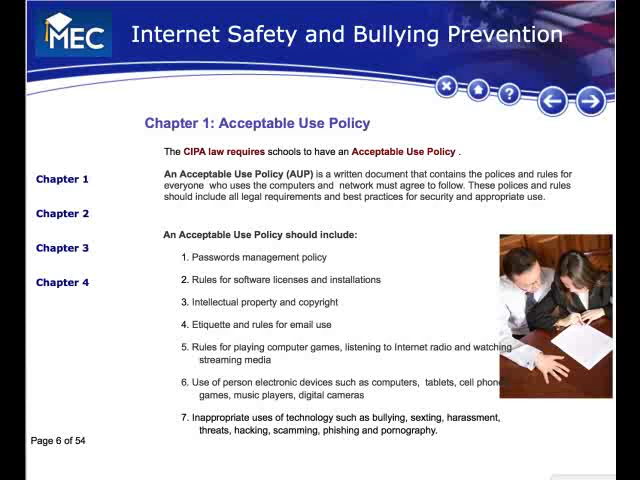 MEC
Internet Safety and Bullying Prevention
Chapter 1: Acceptable Use Policy
The CIPA law requires schools to have an Acceptable Use Policy .
Chapter 1
Chapter 2
Chapter 3
Chapter 4
An Acceptable Use Policy (AUP) is a written document that contains the polices and rules for
everyone who uses the computers and network must agree to follow. These polices and rules
should include all legal requirements and best practices for security and appropriate use.
An Acceptable Use Policy should include:
1. Passwords management policy
2. Rules for software licenses and installations
3. Intellectual property and copyright
4. Etiquette and rules for email use
5. Rules for playing computer games, listening to Internet radio and watching
streaming media
6. Use of person electronic devices such as computers, tablets, cell phone
games, music players, digital cameras
7. Inappropriate uses of technology such as bullying, sexting, harassment,
threats, hacking, scamming, phishing and pornography.
Page 6 of 54